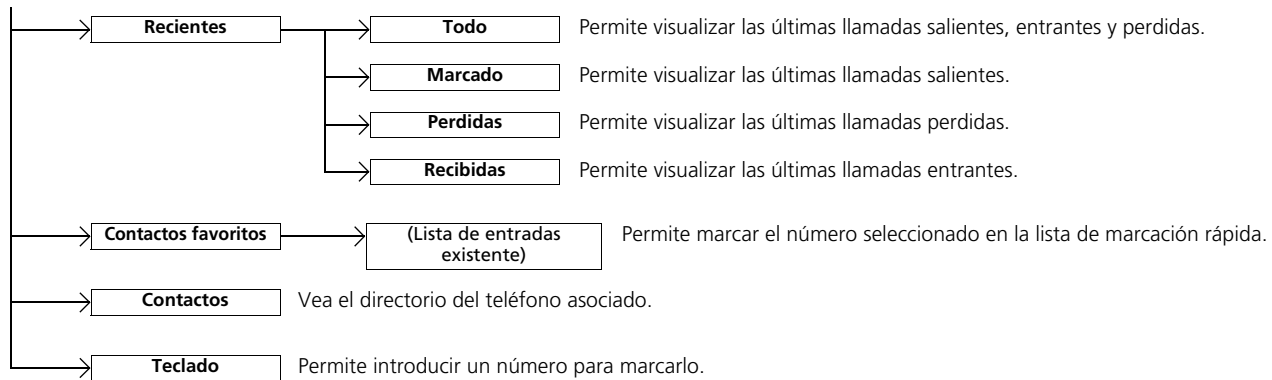 Recientes
Todo
Permite visualizar las últimas llamadas salientes, entrantes y perdidas.
Marcado
Permite visualizar las últimas llamadas salientes.
Perdidas
Permite visualizar las últimas llamadas perdidas.
Recibidas
Permite visualizar las últimas llamadas entrantes.
Contactos favoritos
(Lista de entradas
existente)
Permite marcar el número seleccionado en la lista de marcación rápida.
Contactos
Vea el directorio del teléfono asociado.
Teclado
Permite introducir un número para marcarlo.